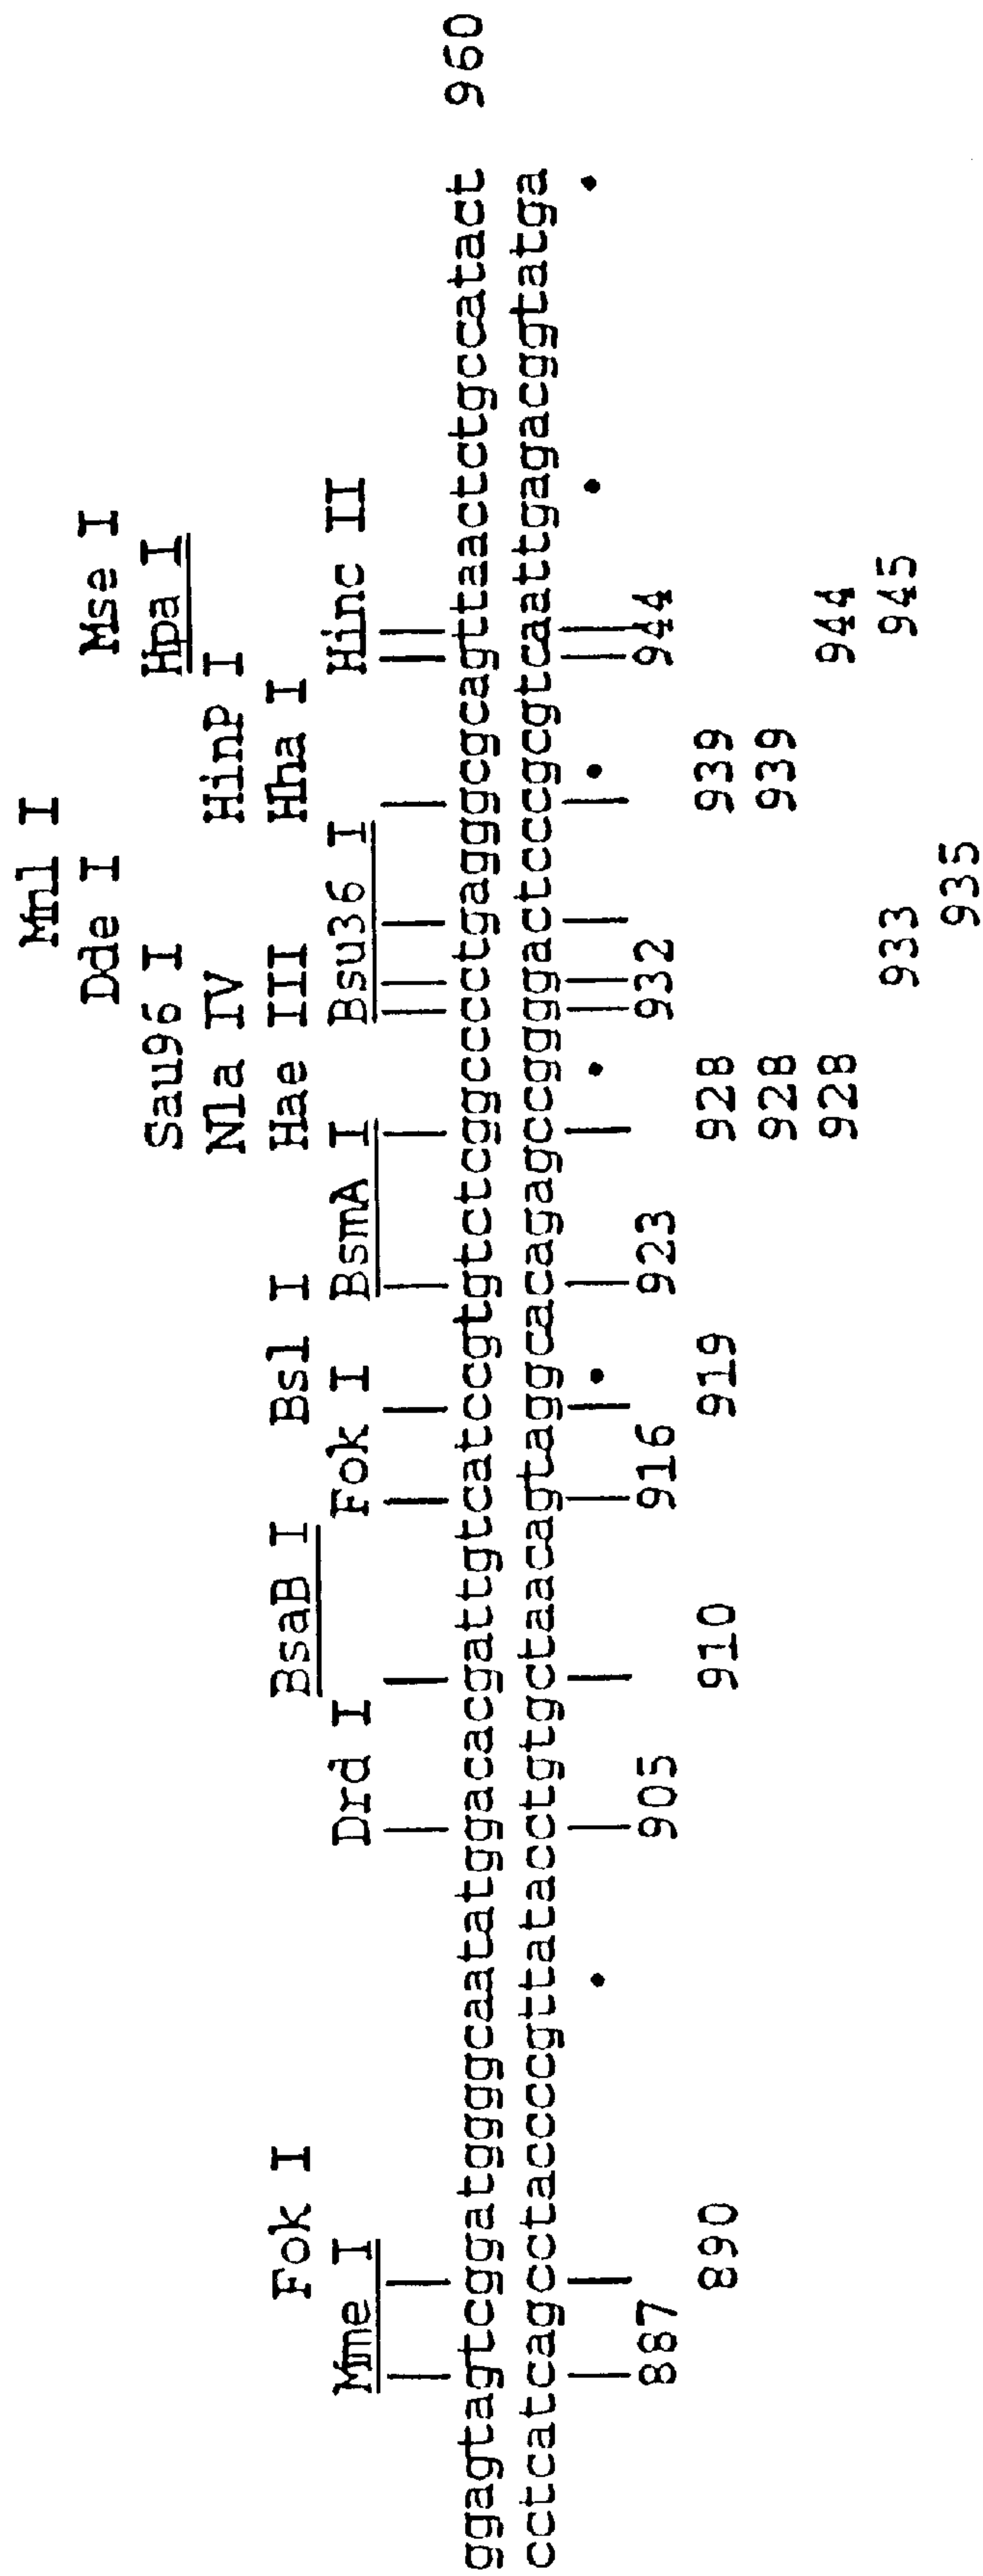 Mnl I
Dde I Mse I
Sau96 I Hpa I
Nla IV HinP I
Fok I BsaB I Bsl I Hae III Hha I
Mme I Drd I Fok I BsmA I Bsu36 I Hinc II
ggagtagtcggatggggcaatatggacacgattgtcatccgtgtctcggcccctgagggcgcagttaactctgccatact 960
cctcatcagcctaccccgttatacctgtgctaacagtaggcacagagccggggactcccgcgtcaattgagacggtatga
887 905 916 923 932 944
890 910 919 928 939
928 939
928 944
933 945
935